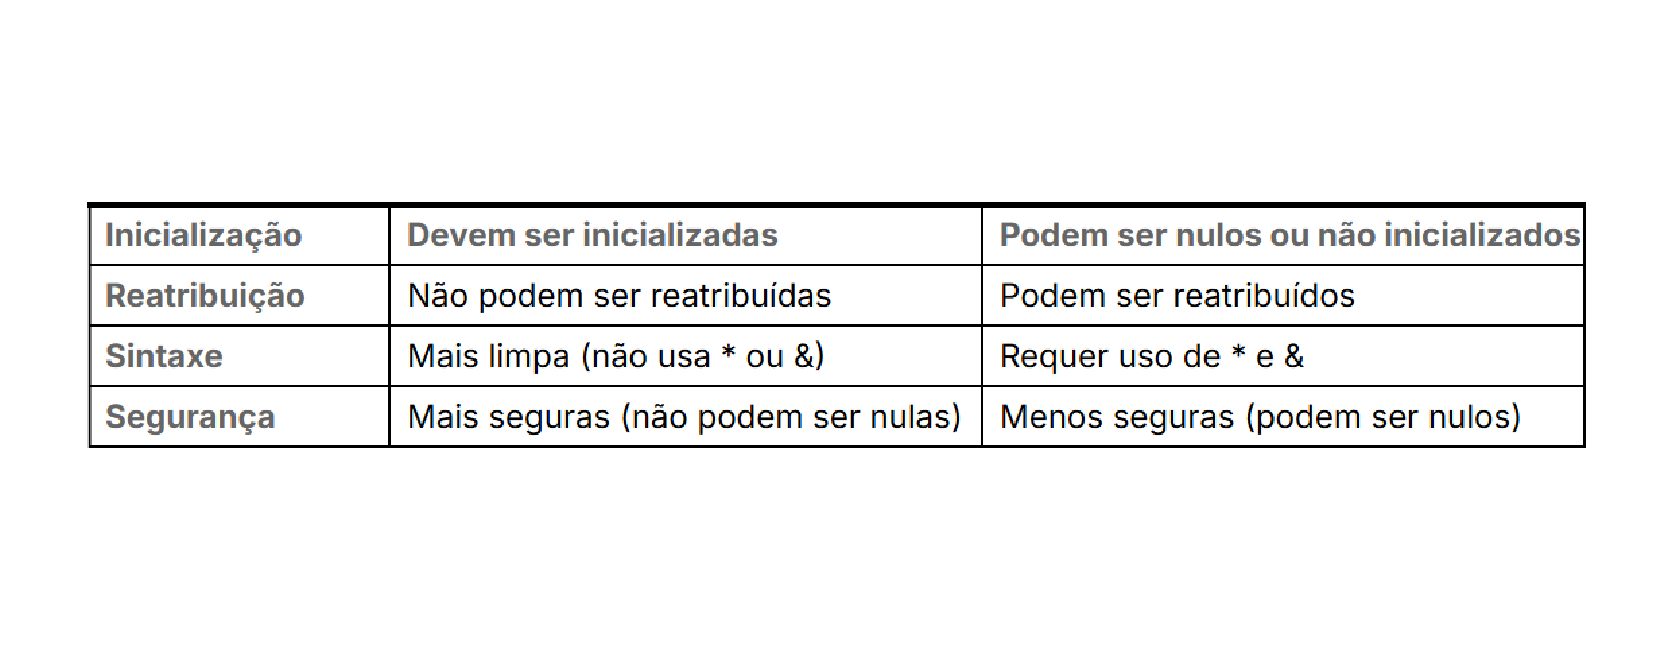 Inicialização Devem ser inicializadas Podem ser nulos ou não inicializados
Reatribuição Não podem ser reatribuídas Podem ser reatribuídos
Sintaxe Mais limpa (não usa * ou &) Requer uso de * e &
Segurança Mais seguras (não podem ser nulas) Menos seguras (podem ser nulos)